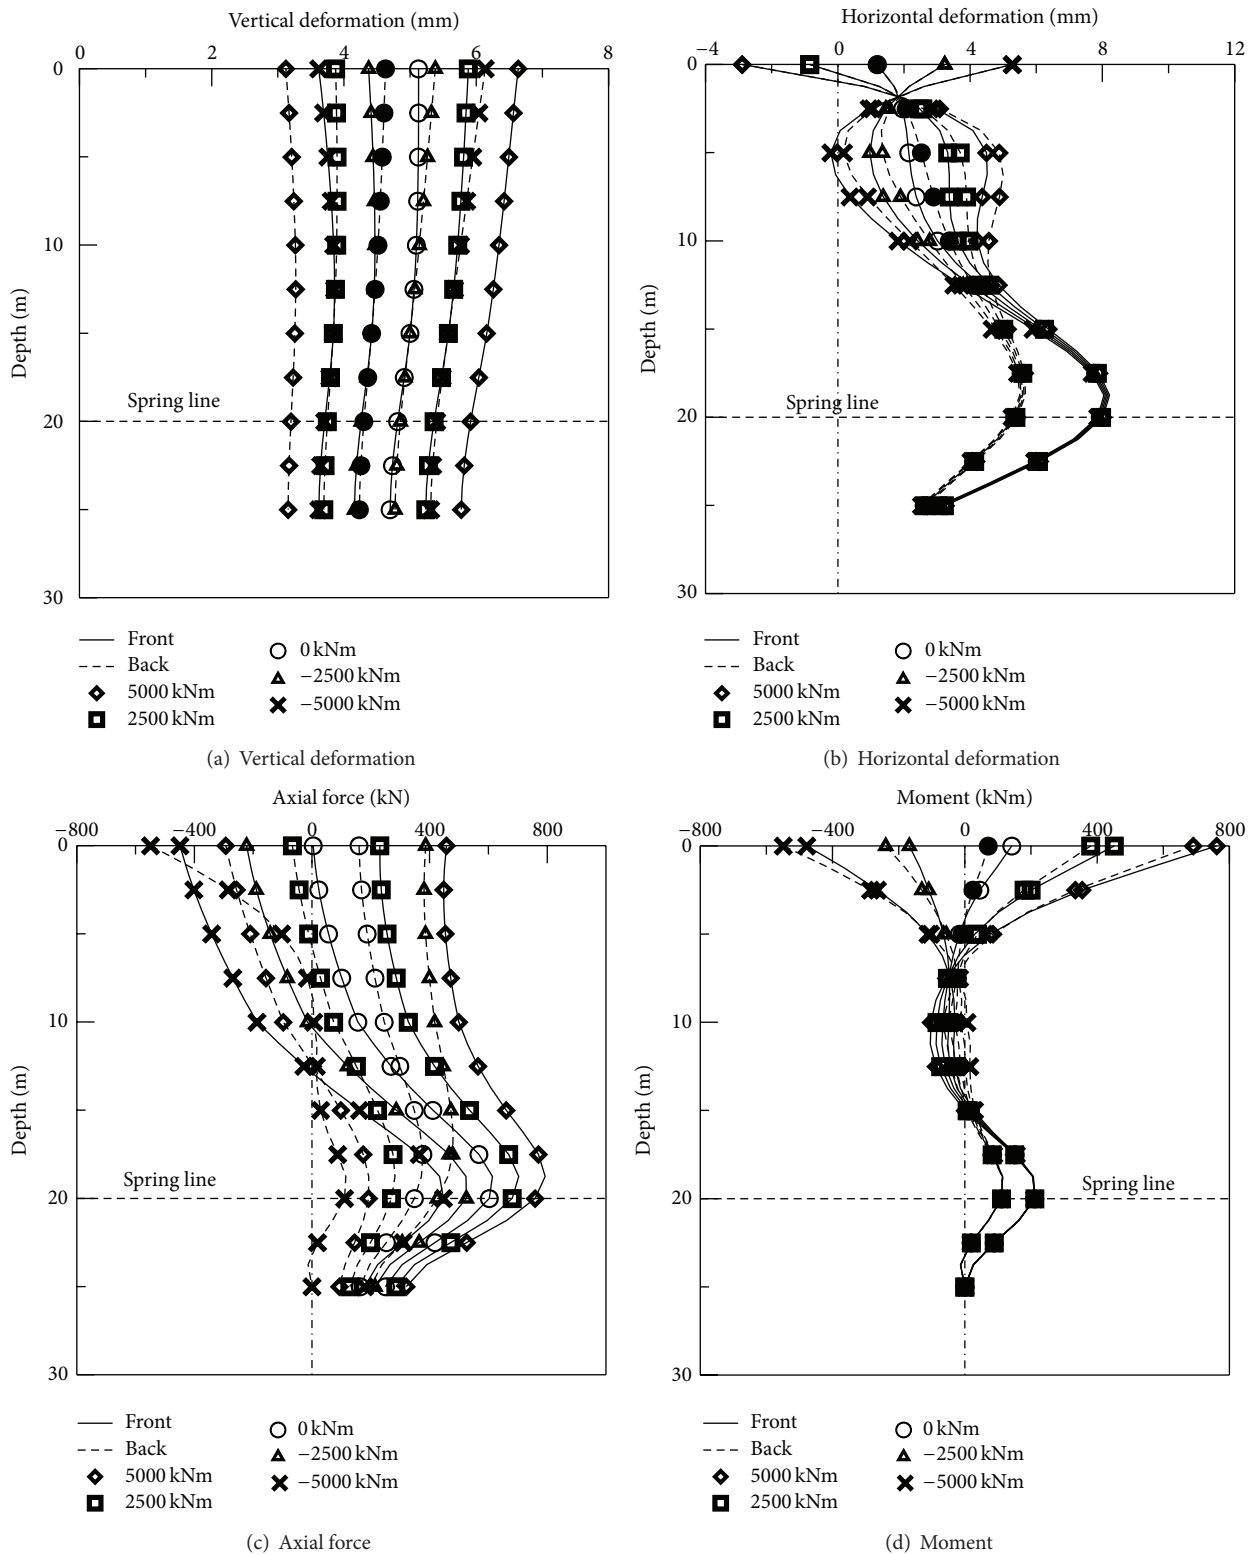 Vertical deformation (mm)
0 2 4 6 8
0
10
20
30
Depth (m)
Spring line
Front
Back
5000 kNm
2500 kNm
0 kNm
−2500 kNm
−5000 kNm
(a) Vertical deformation
Horizontal deformation (mm)
−4 0 4 8 12
0
10
20
30
Depth (m)
Spring line
Front
Back
5000 kNm
2500 kNm
0 kNm
−2500 kNm
−5000 kNm
(b) Horizontal deformation
Axial force (kN)
−800 −400 0 400 800
0
10
20
30
Depth (m)
Spring line
Front
Back
5000 kNm
2500 kNm
0 kNm
−2500 kNm
−5000 kNm
(c) Axial force
Moment (kNm)
−800 −400 0 400 800
0
10
20
30
Depth (m)
Spring line
Front
Back
5000 kNm
2500 kNm
0 kNm
−2500 kNm
−5000 kNm
(d) Moment